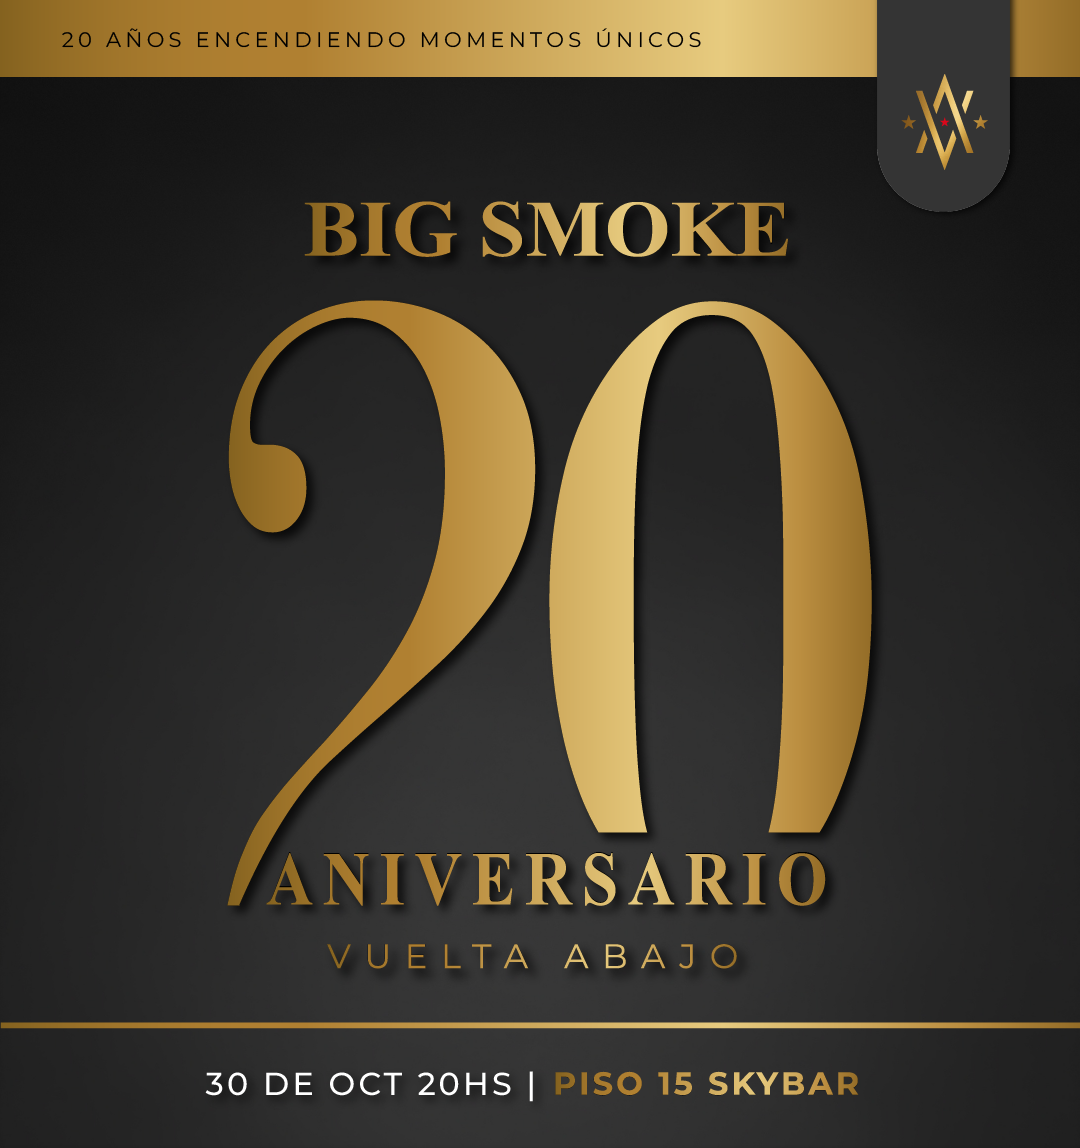 20 AÑOS ENCENDIENDO MOMENTOS ÚNICOS
BIG SMOKE
20
ANIVERSARIO
VUELTA ABAJO
30 DE OCT 20HS | PISO 15 SKYBAR